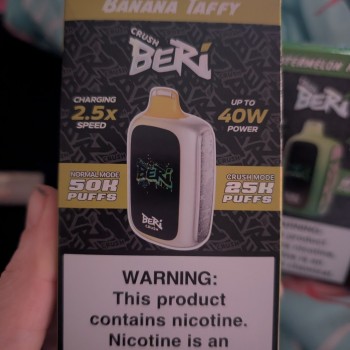 BANANA TAFFY
CRUSH
BERi
CHARGING
2.5x
SPEED
UP TO
40W
POWER
NORMAL MODE
50K
PUFFS
CRUSH MODE
25K
PUFFS
BERi
BERi
CRUSH
WARNING:
This product
contains nicotine.
Nicotine is an
BERi